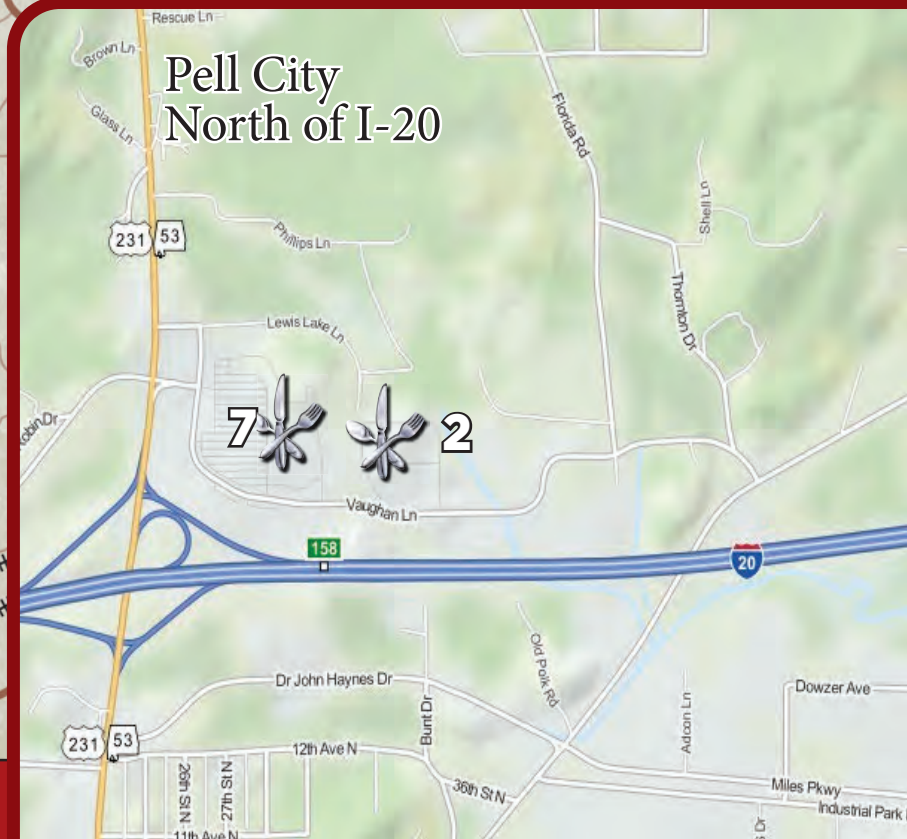 Rescue Ln
Brown Ln
Pell City
North of I-20
Glass Ln
Florida Rd
Shell Ln
231 53
Phillips Ln
Thornton Dr
Lewis Lake Ln
7
2
Vaughan Ln
158
20
Old Polk Rd
Dr John Haynes Dr
Bunt Dr
Adcon Ln
Dowzer Ave
231 53
12th Ave N
26th St N
27th St N
36th St N
Miles Pkwy
Industrial Park
11th Ave N
Dr